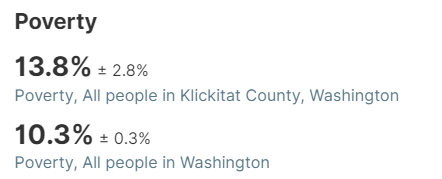 Poverty
13.8% ± 2.8%
Poverty, All people in Klickitat County, Washington
10.3% ± 0.3%
Poverty, All people in Washington